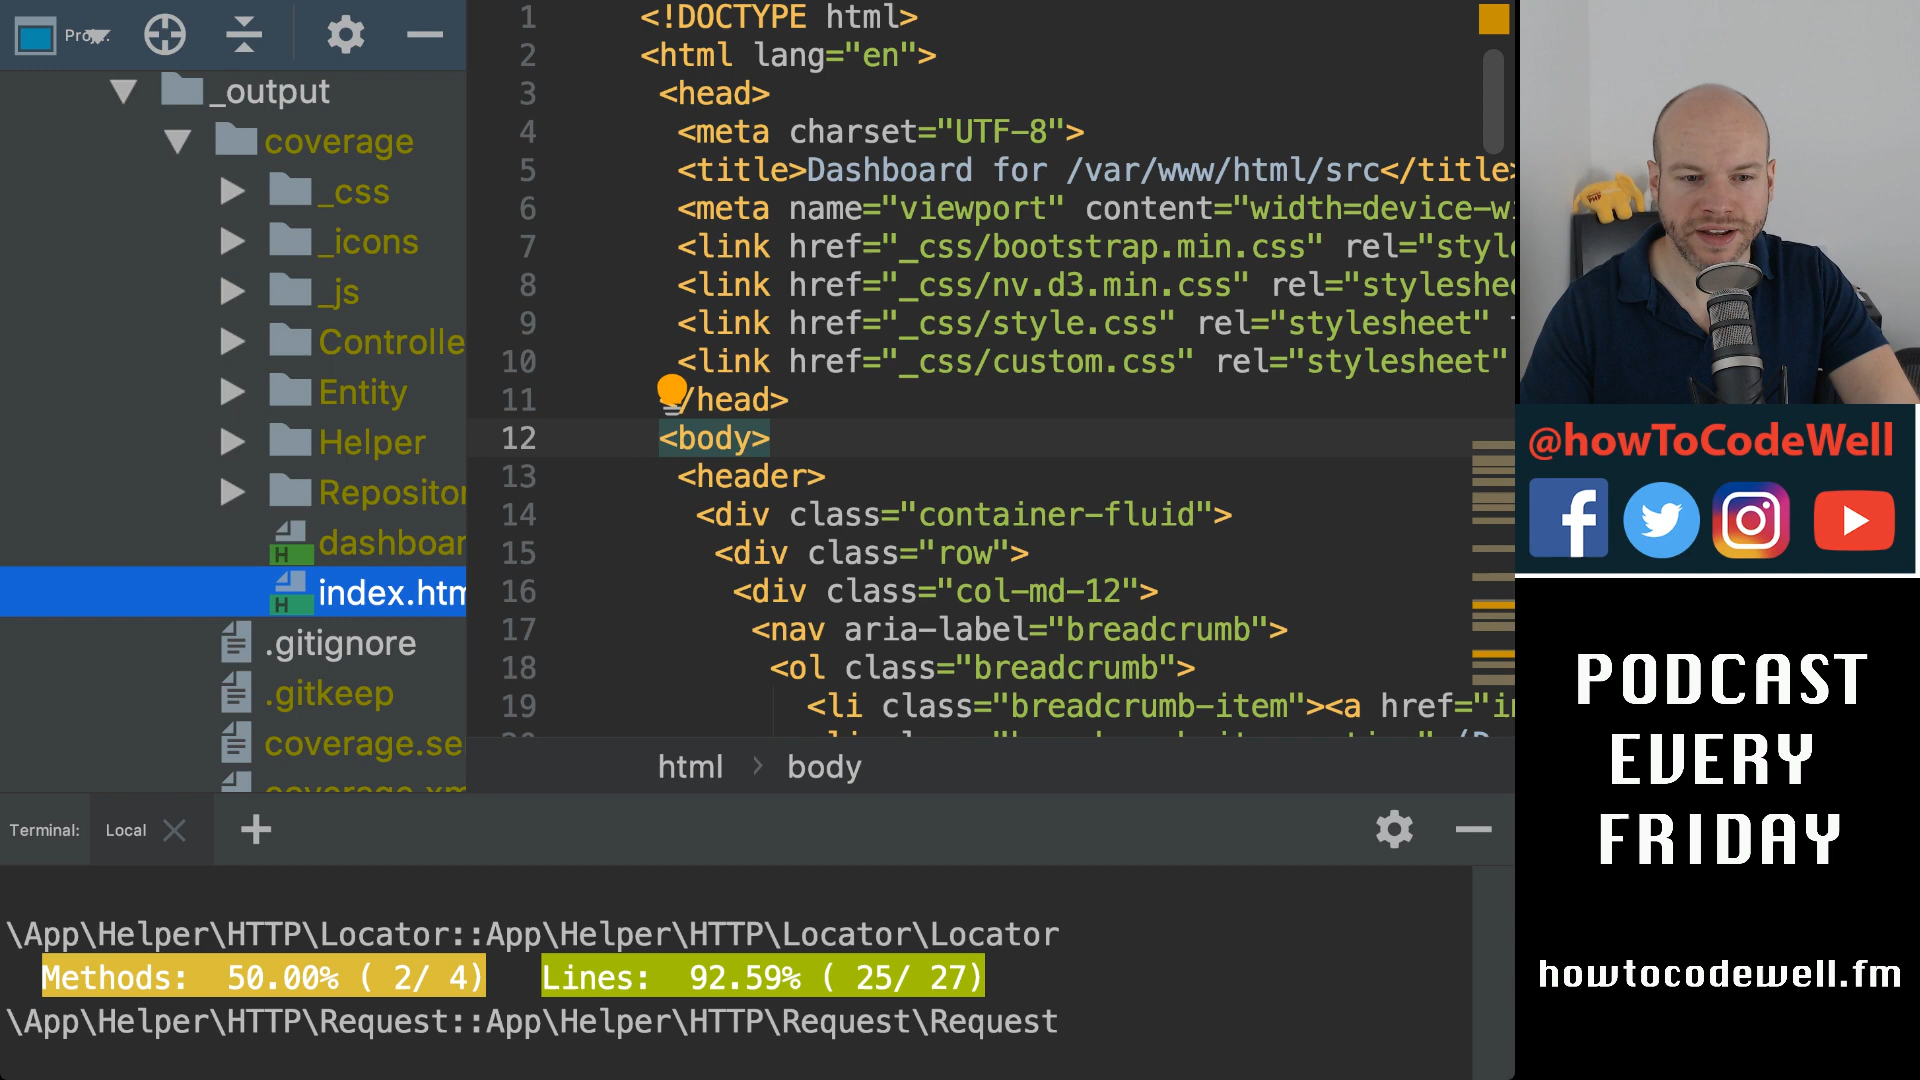 Proj..
_output
coverage
_css
_icons
_js
Controlle
Entity
Helper
Repositor
dashboar
index.htm
.gitignore
.gitkeep
coverage.se
coverage.xm
1 <!DOCTYPE html>
2 <html lang="en">
3 <head>
4 <meta charset="UTF-8">
5 <title>Dashboard for /var/www/html/src</title>
6 <meta name="viewport" content="width=device-wi
7 <link href="_css/bootstrap.min.css" rel="style
8 <link href="_css/nv.d3.min.css" rel="styleshee
9 <link href="_css/style.css" rel="stylesheet"
10 <link href="_css/custom.css" rel="stylesheet"
11 </head>
12 <body>
13 <header>
14 <div class="container-fluid">
15 <div class="row">
16 <div class="col-md-12">
17 <nav aria-label="breadcrumb">
18 <ol class="breadcrumb">
19 <li class="breadcrumb-item"><a href="in
html > body
Terminal: Local
\App\Helper\HTTP\Locator::App\Helper\HTTP\Locator\Locator
Methods: 50.00% ( 2/ 4) Lines: 92.59% ( 25/ 27)
\App\Helper\HTTP\Request::App\Helper\HTTP\Request\Request
PHP
@howToCodeWell
PODCAST
EVERY
FRIDAY
howtocodewell.fm